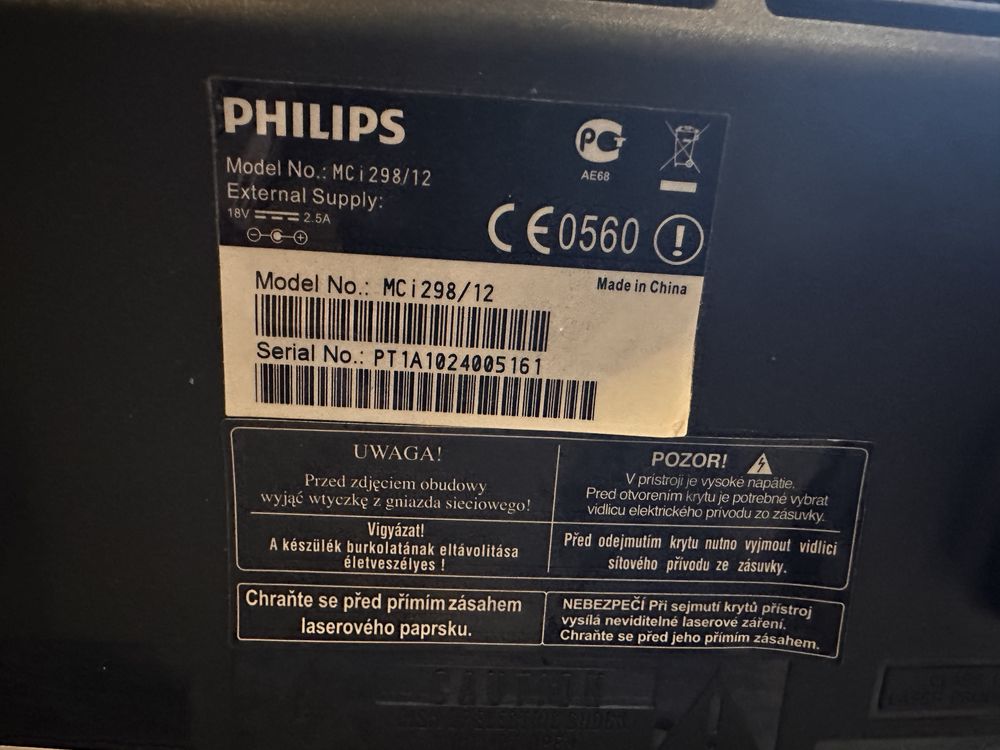 PHILIPS
Model No.: MCi298/12
External Supply:
18V 2.5A
AE68
CE0560
Made in China
Model No.: MCi298/12
Serial No.: PT1A1024005161
UWAGA!
Przed zdjęciem obudowy
wyjąć wtyczkę z gniazda sieciowego!
Vigyázat!
A készülék burkolatának eltávolitása
életveszélyes !
POZOR!
V prístroji je vysoké napätie.
Pred otvorením krytu je potrebné vybrat
vidlicu elektrického prívodu zo zásuvky.
Před odejmutím krytu nutno vyjmout vidlici
sítového přívodu ze zásuvky.
Chraňte se před přímím zásahem
laserového paprsku.
NEBEZPEČÍ Při sejmutí krytů přístroj
vysílá neviditelné laserové záření.
Chraňte se před jeho přímím zásahem.
CAUTION